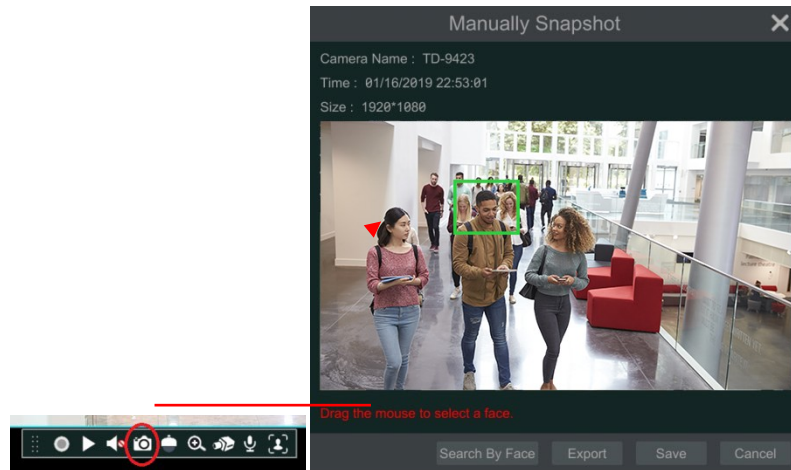 Manually Snapshot
Camera Name : TD-9423
Time : 01/16/2019 22:53:01
Size : 1920*1080
Drag the mouse to select a face.
Search By Face
Export
Save
Cancel